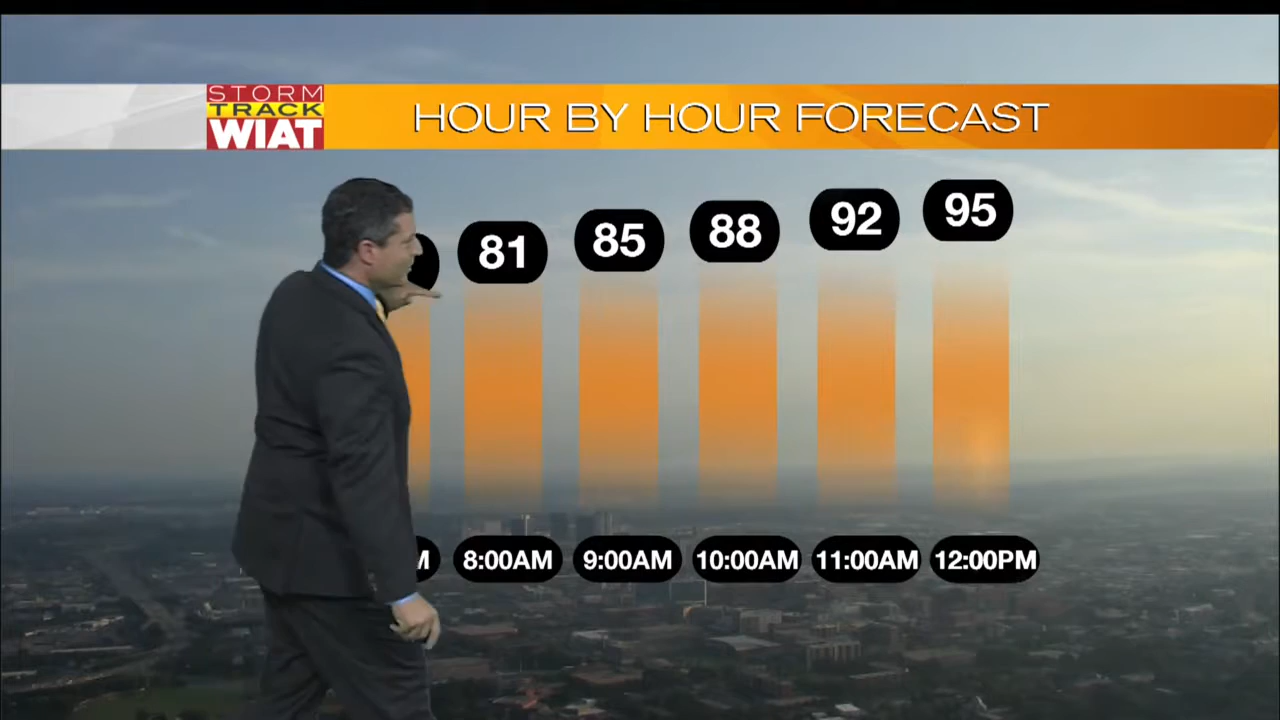 STORM
TRACK
WIAT
HOUR BY HOUR FORECAST
81 85 88 92 95
M 8:00AM 9:00AM 10:00AM 11:00AM 12:00PM